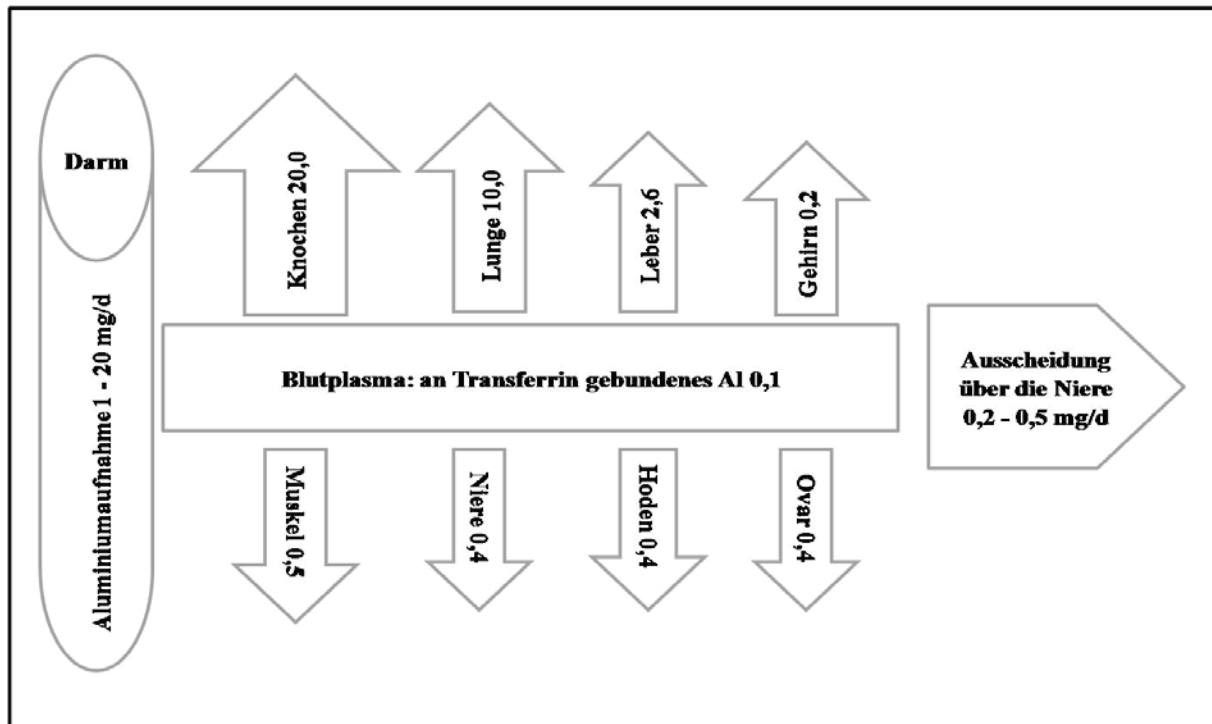 Darm
Aluminiumaufnahme 1 - 20 mg/d
Knochen 20,0
Lunge 10,0
Leber 2,6
Gehirn 0,2
Blutplasma: an Transferrin gebundenes Al 0,1
Muskel 0,5
Niere 0,4
Hoden 0,4
Ovar 0,4
Ausscheidung
über die Niere
0,2 - 0,5 mg/d